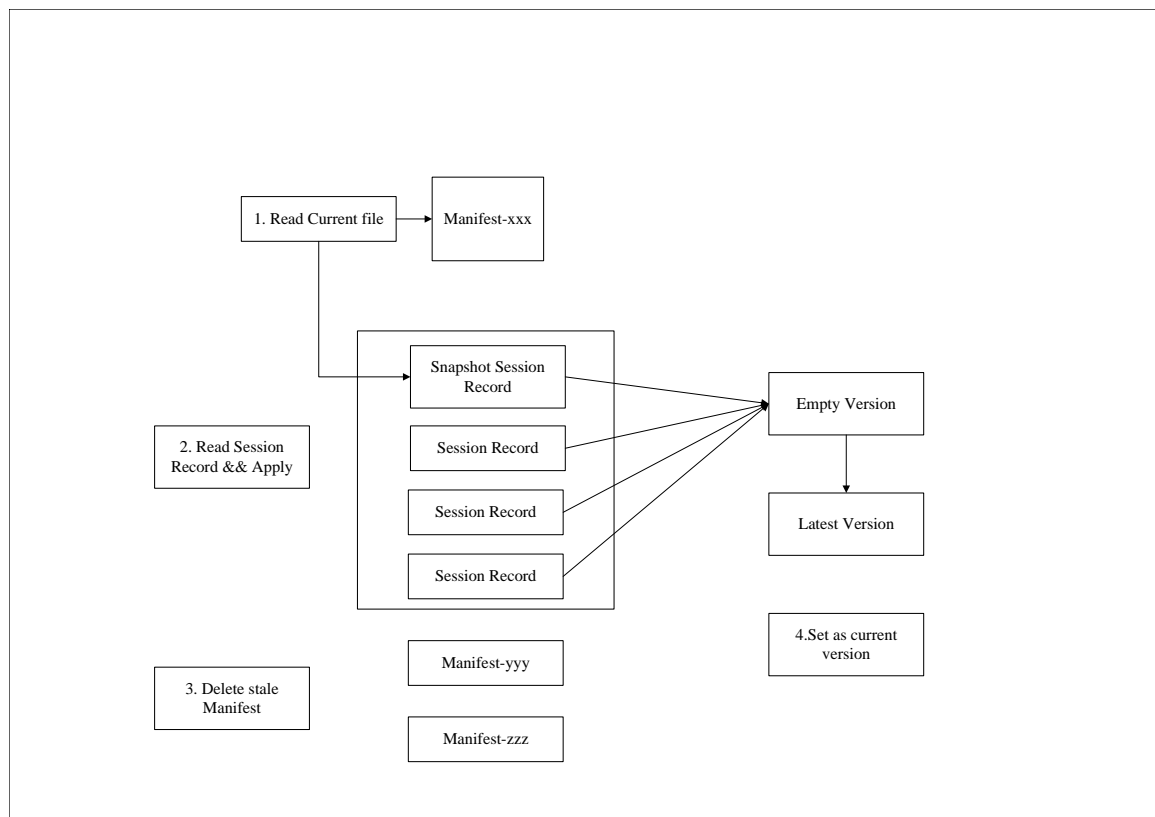 1. Read Current file
Manifest-xxx
Snapshot Session
Record
Empty Version
2. Read Session
Record && Apply
Session Record
Session Record
Latest Version
Session Record
4.Set as current
version
Manifest-yyy
3. Delete stale
Manifest
Manifest-zzz